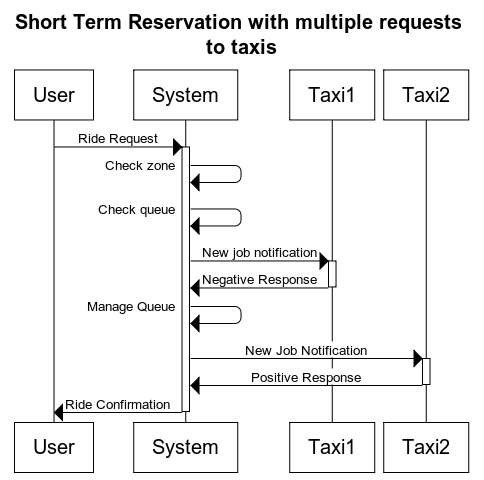 Short Term Reservation with multiple requests
to taxis
User System Taxi1 Taxi2
Ride Request
Check zone
Check queue
New job notification
Negative Response
Manage Queue
New Job Notification
Positive Response
Ride Confirmation
User System Taxi1 Taxi2